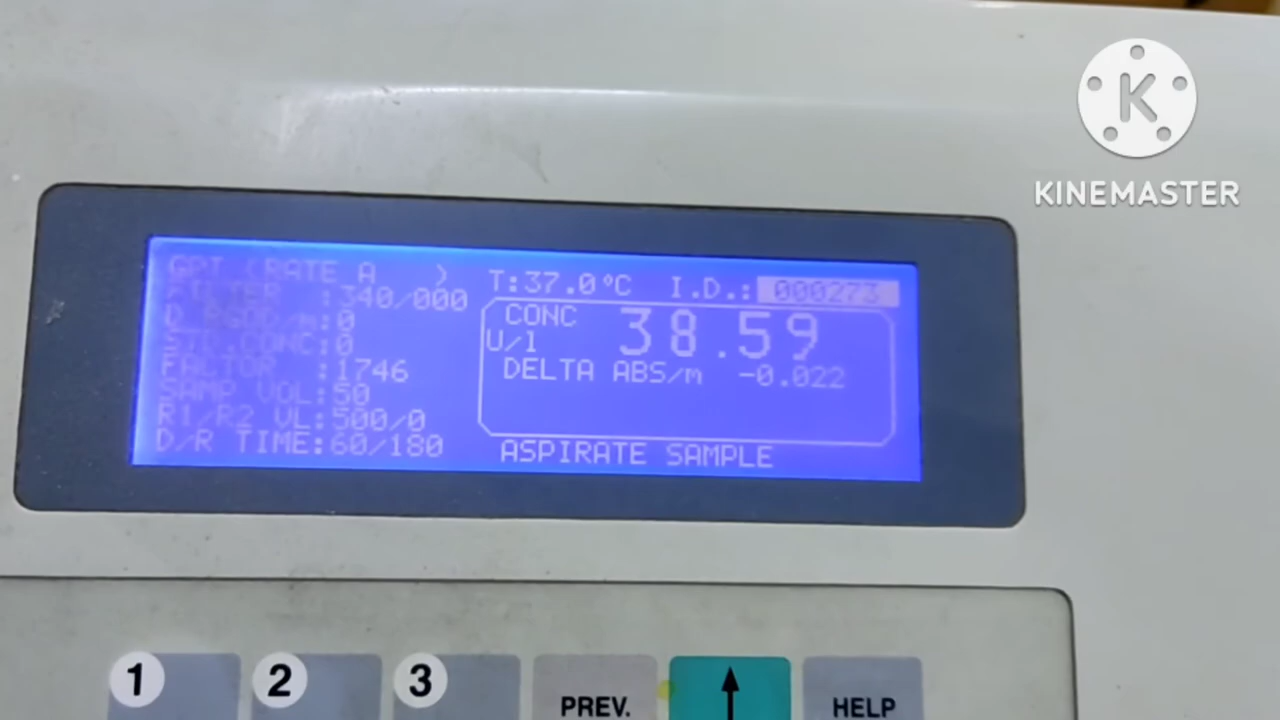 K
KINEMASTER
GPT (RATE A )
FILTER :340/000
:0
STD.CONC:0
FACTOR :1746
SAMP VOL:50
R1/R2 VL:500/0
D/R TIME:60/180
T:37.0°C I.D.: 000273
CONC 38.59
U/l
DELTA ABS/m -0.022
ASPIRATE SAMPLE
1 2 3 PREV. HELP